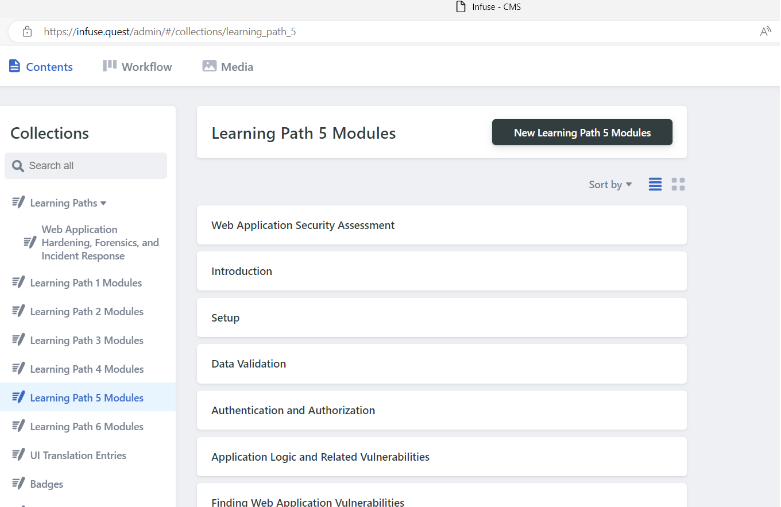 Infuse - CMS
https://infuse.quest/admin/#/collections/learning_path_5
A))
Contents
Workflow
Media
Collections
Search all
Learning Paths
Web Application
Hardening, Forensics, and
Incident Response
Learning Path 1 Modules
Learning Path 2 Modules
Learning Path 3 Modules
Learning Path 4 Modules
Learning Path 5 Modules
Learning Path 6 Modules
UI Translation Entries
Badges
Learning Path 5 Modules
New Learning Path 5 Modules
Sort by
Web Application Security Assessment
Introduction
Setup
Data Validation
Authentication and Authorization
Application Logic and Related Vulnerabilities
Finding Web Application Vulnerabilities